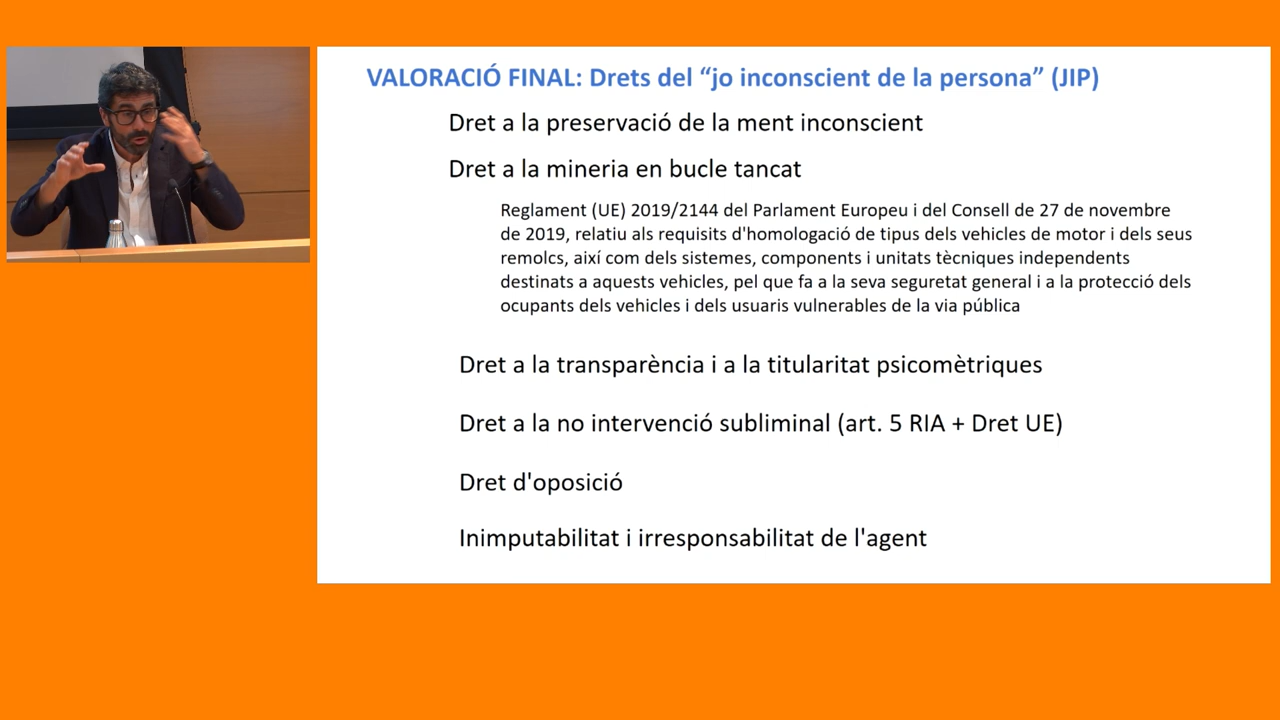 VALORACIÓ FINAL: Drets del “jo inconscient de la persona” (JIP)
Dret a la preservació de la ment inconscient
Dret a la mineria en bucle tancat
Reglament (UE) 2019/2144 del Parlament Europeu i del Consell de 27 de novembre
de 2019, relatiu als requisits d'homologació de tipus dels vehicles de motor i dels seus
remolcs, així com dels sistemes, components i unitats tècniques independents
destinats a aquests vehicles, pel que fa a la seva seguretat general i a la protecció dels
ocupants dels vehicles i dels usuaris vulnerables de la via pública
Dret a la transparència i a la titularitat psicomètriques
Dret a la no intervenció subliminal (art. 5 RIA + Dret UE)
Dret d'oposició
Inimputabilitat i irresponsabilitat de l'agent